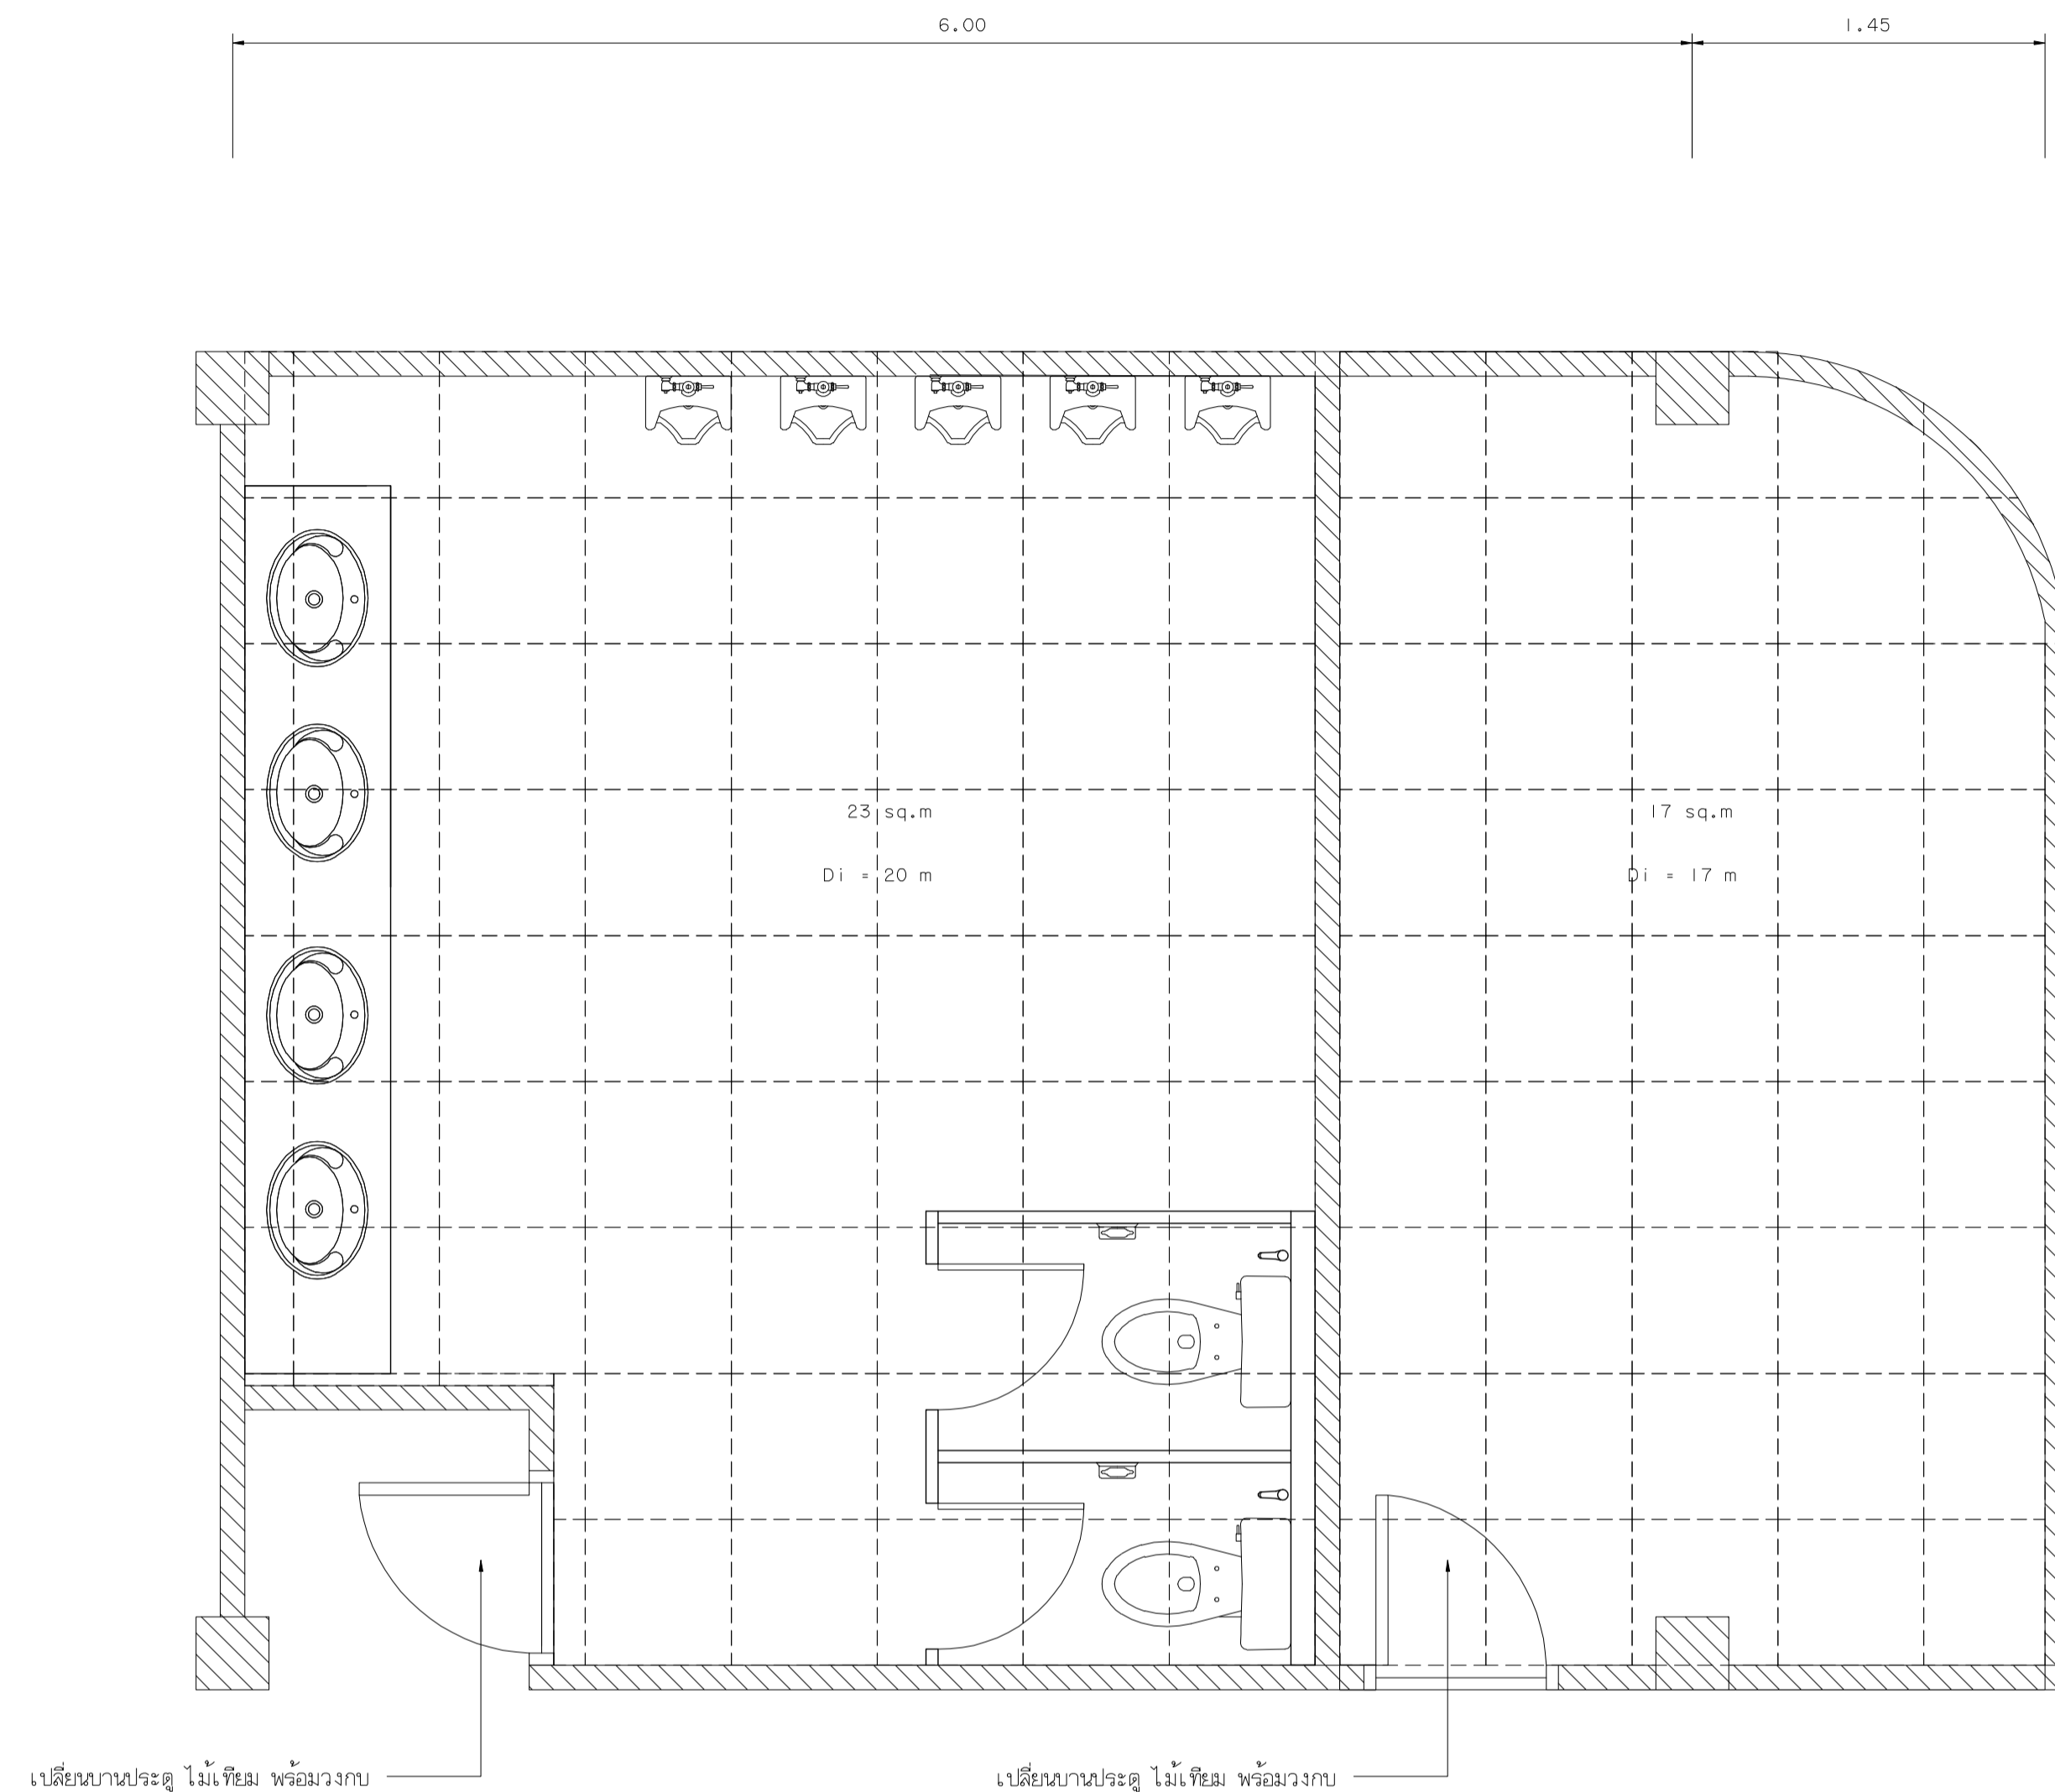 6.00 1.45
23 sq.m 17 sq.m
Di = 20 m Di = 17 m
เปลี่ยนบานประตู ไม้เทียม พร้อมวงกบ เปลี่ยนบานประตู ไม้เทียม พร้อมวงกบ